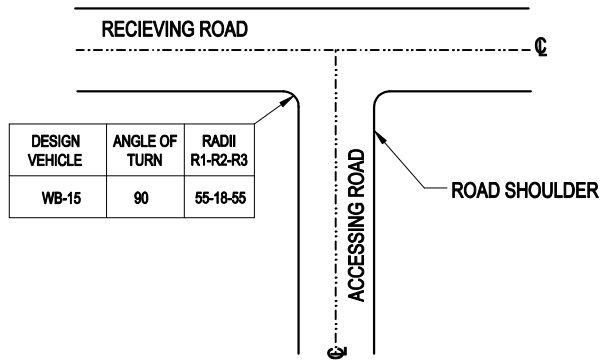 RECIEVING ROAD
℄
DESIGN VEHICLE
ANGLE OF TURN
RADII R1-R2-R3
WB-15
90
55-18-55
ROAD SHOULDER
ACCESSING ROAD
℄